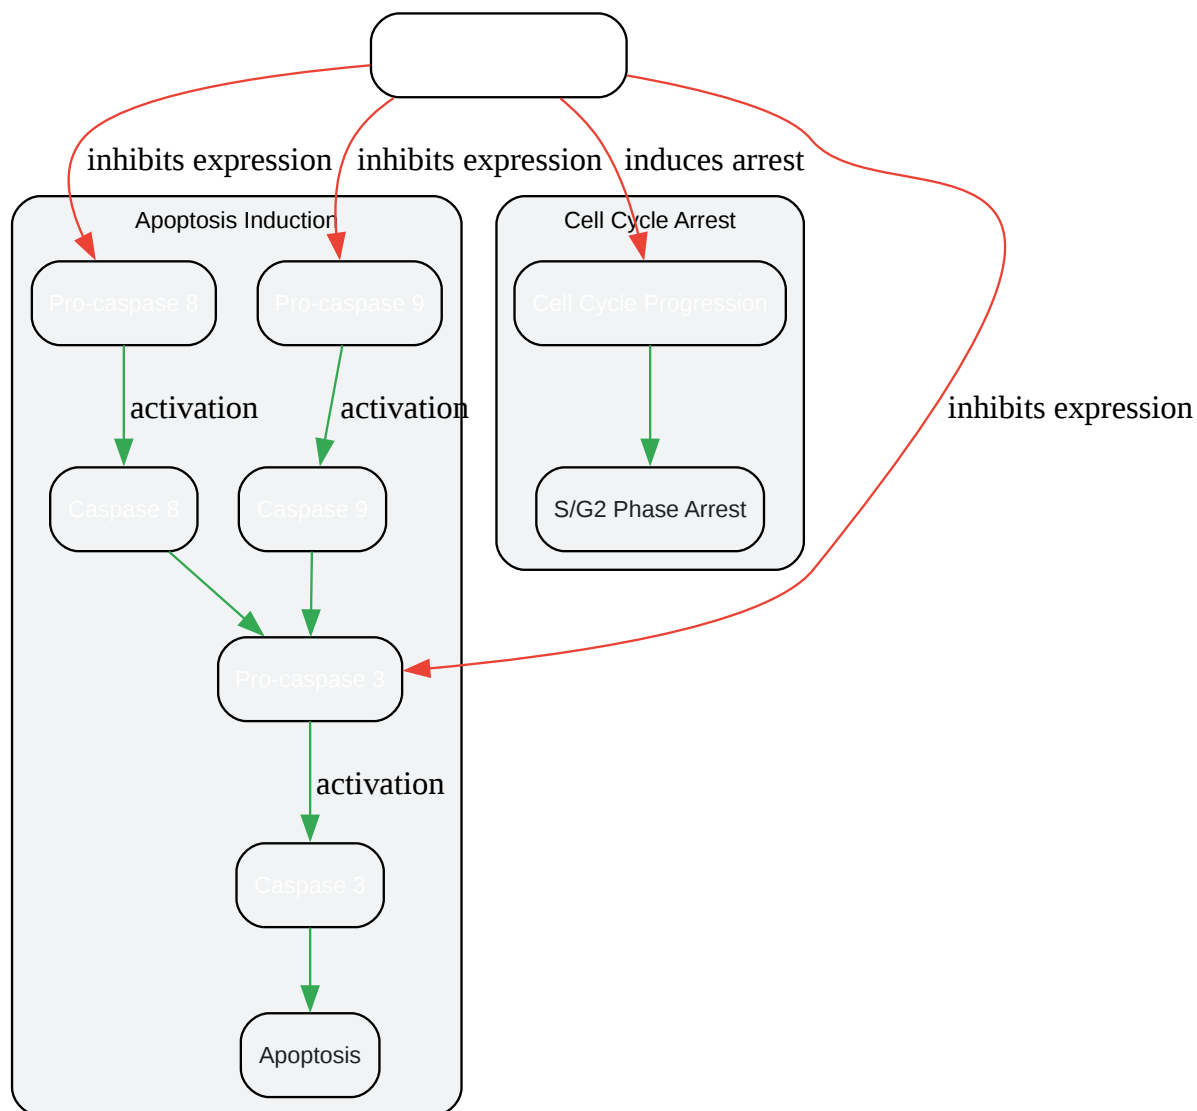 inhibits expression
inhibits expression
induces arrest
Apoptosis Induction
Cell Cycle Arrest
Pro-caspase 8
Pro-caspase 9
Cell Cycle Progression
activation
activation
inhibits expression
Caspase 8
Caspase 9
S/G2 Phase Arrest
Pro-caspase 3
activation
Caspase 3
Apoptosis